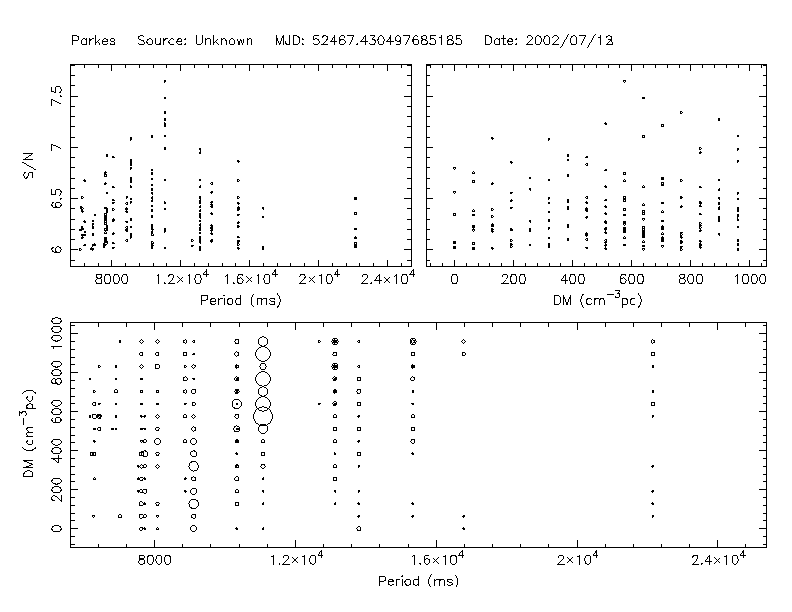 Parkes Source: Unknown MJD: 52467.430497685185 Date: 2002/07/12
7.5
7
6.5
6
S/N
8000 1.2×10⁴ 1.6×10⁴ 2×10⁴ 2.4×10⁴
Period (ms)
0 200 400 600 800 1000
DM (cm⁻³pc)
1000
800
600
400
200
0
DM (cm⁻³pc)
8000 1.2×10⁴ 1.6×10⁴ 2×10⁴ 2.4×10⁴
Period (ms)